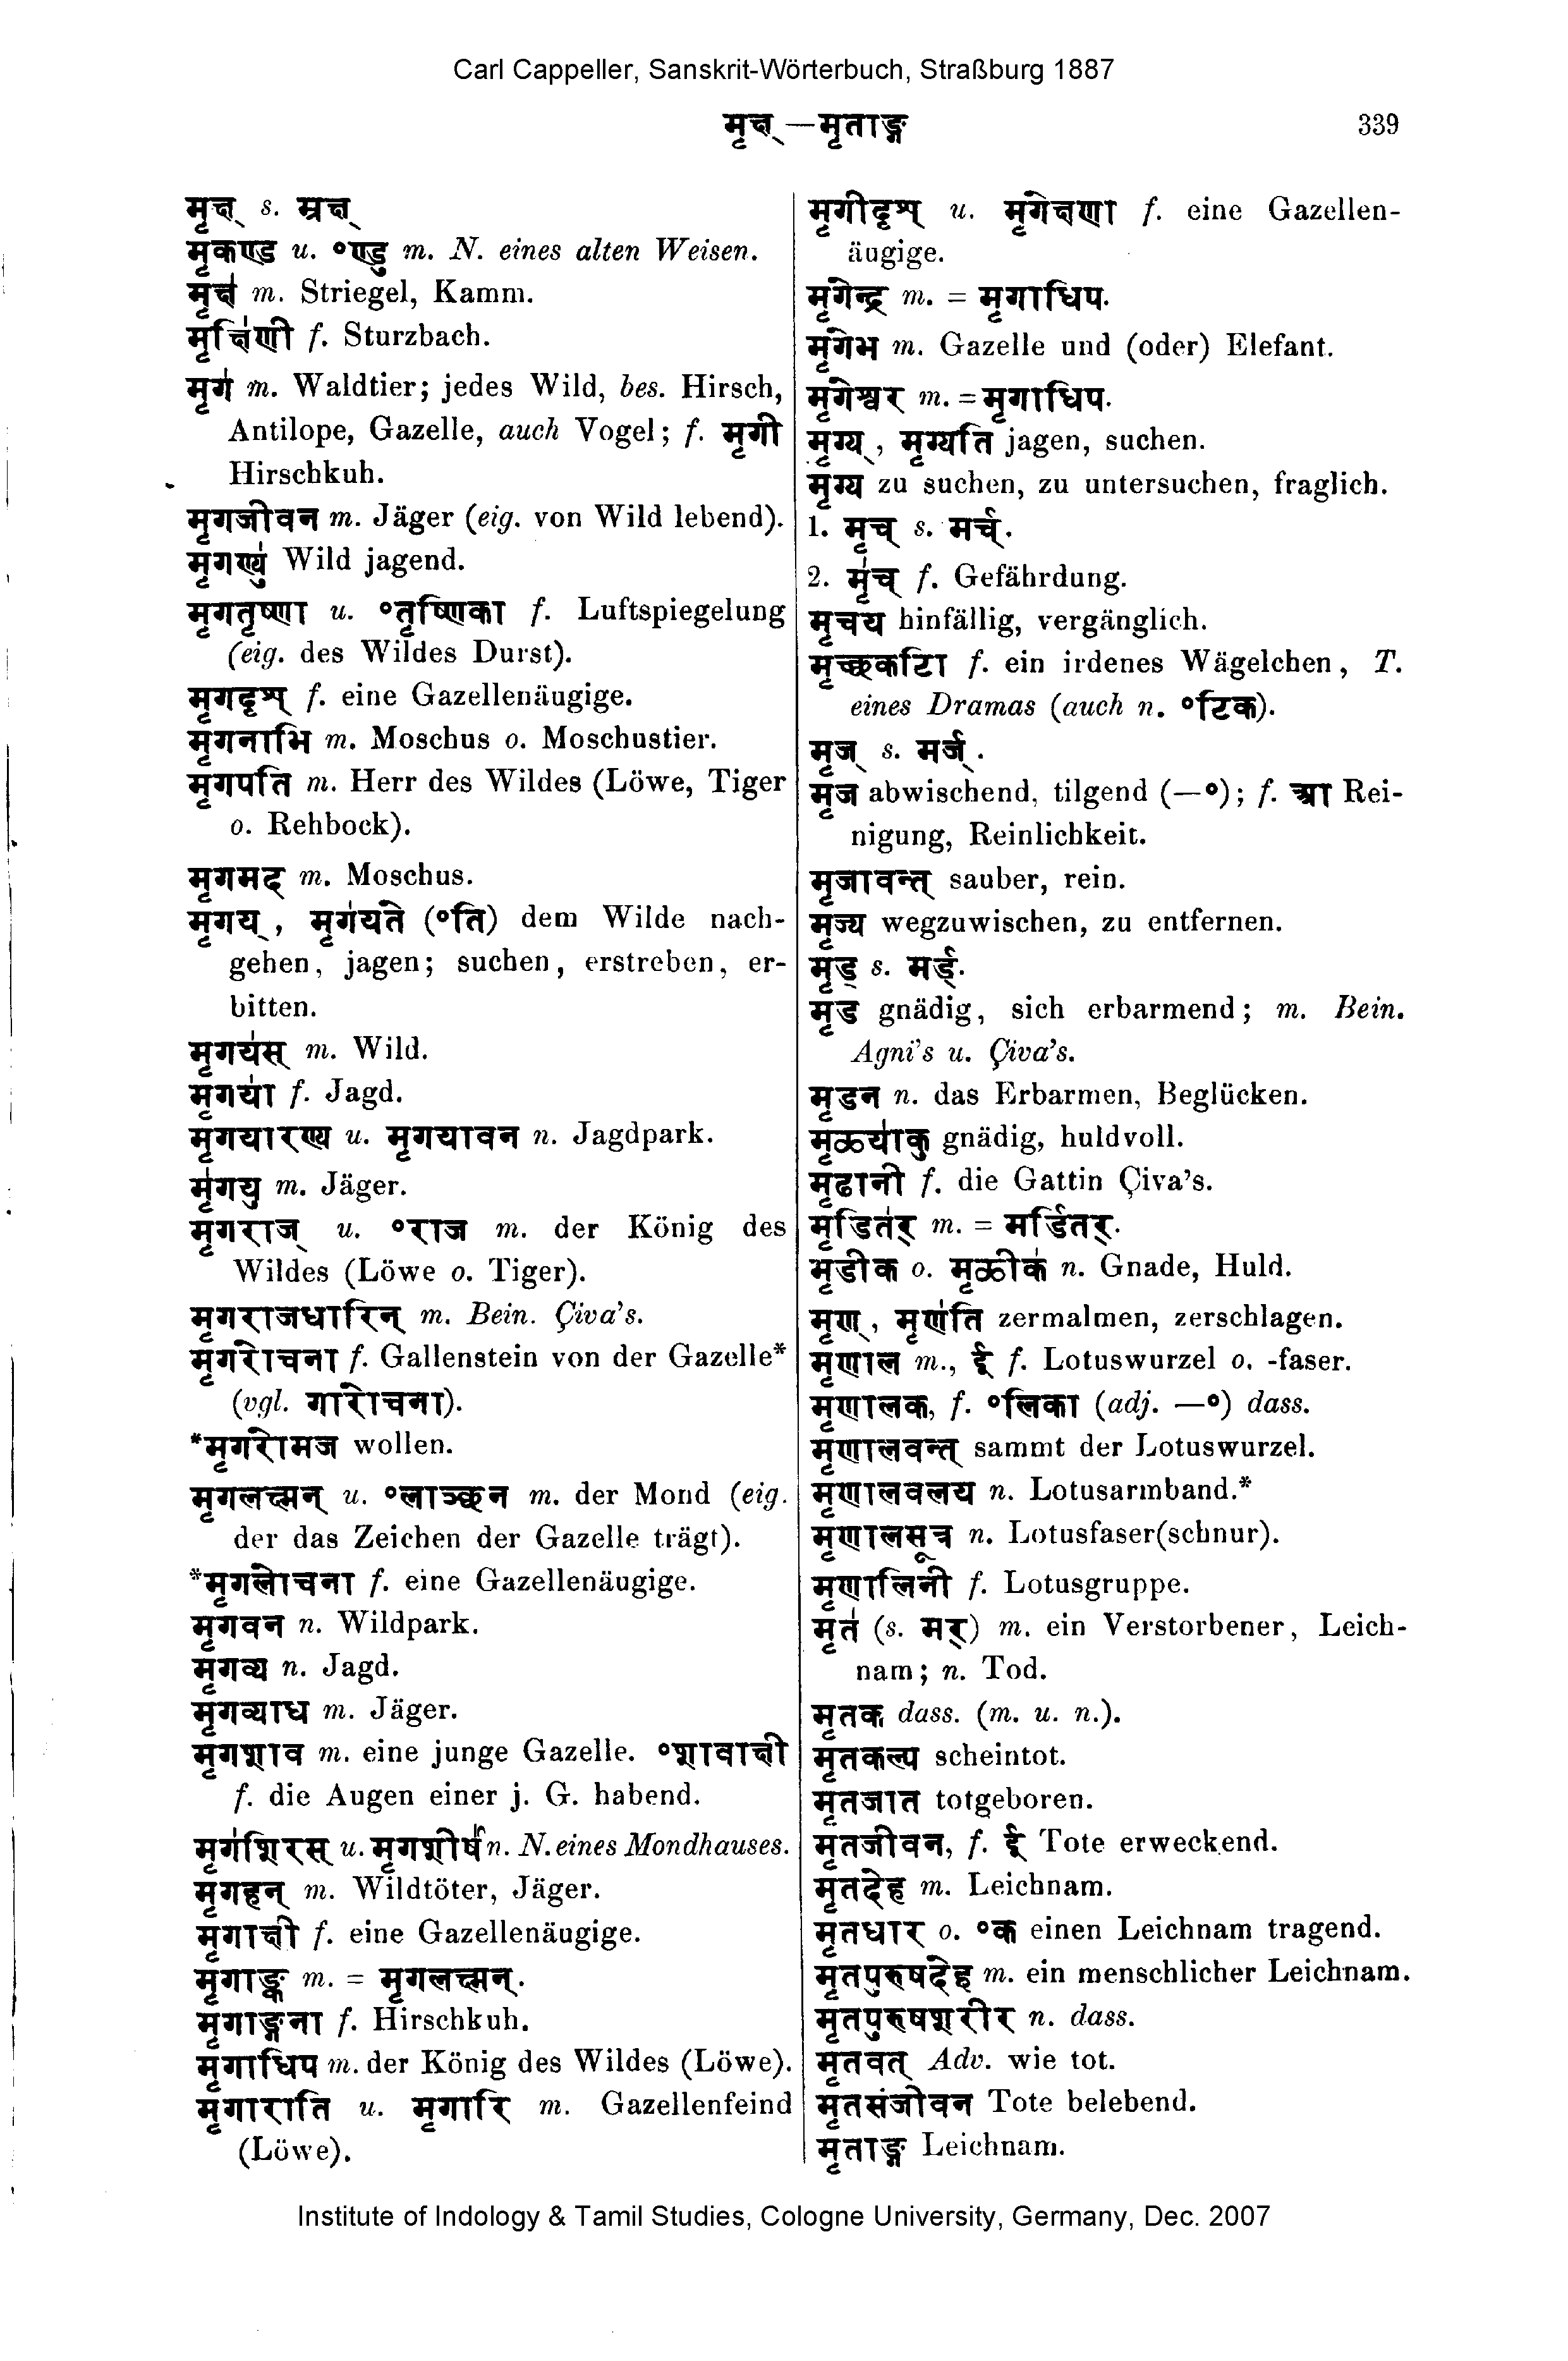 Carl Cappeller, Sanskrit-Wörterbuch, Straßburg 1887
मृक्ष् — मृताङ्ग 339
मृक्ष् s. म्रक्ष्
मृकण्ड u. °ण्डु m. N. eines alten Weisen.
मृक्ष॑ m. Striegel, Kamm.
मृक्षि॑णी f. Sturzbach.
मृग॑ m. Waldtier; jedes Wild, bes. Hirsch,
Antilope, Gazelle, auch Vogel; f. मृगी
Hirschkuh.
मृगजीवन m. Jäger (eig. von Wild lebend).
मृगण्यु॑ Wild jagend.
मृगतृष्णा u. °तृष्णिका f. Luftspiegelung
(eig. des Wildes Durst).
मृगदृश् f. eine Gazellenäugige.
मृगनाभि m. Moschus o. Moschustier.
मृगपति m. Herr des Wildes (Löwe, Tiger
o. Rehbock).
मृगमद m. Moschus.
मृगय्, मृग॑यते (°ति) dem Wilde nach-
gehen, jagen; suchen, erstreben, er-
bitten.
मृगय॑स् m. Wild.
मृगया॑ f. Jagd.
मृगयारण्य u. मृगयावन n. Jagdpark.
मृ॑गयु m. Jäger.
मृगराज् u. °राज m. der König des
Wildes (Löwe o. Tiger).
मृगराजधारिन् m. Bein. Çiva's.
मृगरोचना f. Gallenstein von der Gazelle*
(vgl. गोरोचना).
*मृगरोमज wollen.
मृगलक्ष्मन् u. °लाञ्छन m. der Mond (eig.
der das Zeichen der Gazelle trägt).
*मृगलोचना f. eine Gazellenäugige.
मृगवन n. Wildpark.
मृगव्य n. Jagd.
मृगव्याध m. Jäger.
मृगशाव m. eine junge Gazelle. °शावाक्षी
f. die Augen einer j. G. habend.
मृग॑शिरस् u. मृगशीर्ष॑ n. N. eines Mondhauses.
मृगहन् m. Wildtöter, Jäger.
मृगाक्षी f. eine Gazellenäugige.
मृगाङ्क m. = मृगलक्ष्मन्.
मृगाङ्गना f. Hirschkuh.
मृगाधिप m. der König des Wildes (Löwe).
मृगाराति u. मृगारि m. Gazellenfeind
(Löwe).
मृगीदृश् u. मृगेक्षणा f. eine Gazellen-
äugige.
मृगेन्द्र m. = मृगाधिप.
मृगेभ m. Gazelle und (oder) Elefant.
मृगेश्वर m. = मृगाधिप.
मृग्य्, मृग्यति jagen, suchen.
मृग्य zu suchen, zu untersuchen, fraglich.
1. मृच् s. मर्च्.
2. मृ॑च् f. Gefährdung.
मृचय hinfällig, vergänglich.
मृच्छकटिा f. ein irdenes Wägelchen, T.
eines Dramas (auch n. °टिक).
मृज् s. मर्ज्.
मृज abwischend, tilgend (—°); f. आ Rei-
nigung, Reinlichkeit.
मृजावन्त् sauber, rein.
मृज्य wegzuwischen, zu entfernen.
मृड् s. मर्ड्.
मृड gnädig, sich erbarmend; m. Bein.
Agni's u. Çiva's.
मृडन n. das Erbarmen, Beglücken.
मृळया॑कु gnädig, huldvoll.
मृढानी f. die Gattin Çiva's.
मृडित॑र् m. = मर्डितर्.
मृडीक o. मृळीक॑ n. Gnade, Huld.
मृण्, मृण॑ति zermalmen, zerschlagen.
मृणाल m., ई f. Lotuswurzel o. -faser.
मृणालक, f. °लिका (adj. —°) dass.
मृणालवन्त् sammt der Lotuswurzel.
मृणालवलय n. Lotusarmband.*
मृणालसूत्र n. Lotusfaser(schnur).
मृणालिनी f. Lotusgruppe.
मृत॑ (s. मर्) m. ein Verstorbener, Leich-
nam; n. Tod.
मृतक dass. (m. u. n.).
मृतकल्प scheintot.
मृतजात totgeboren.
मृतजीवन, f. ई Tote erweckend.
मृतदेह m. Leichnam.
मृतधार o. °क einen Leichnam tragend.
मृतपुरुषदेह m. ein menschlicher Leichnam.
मृतपुरुषशरीर n. dass.
मृतवत् Adv. wie tot.
मृतसंजीवन Tote belebend.
मृताङ्ग Leichnam.
Institute of Indology & Tamil Studies, Cologne University, Germany, Dec. 2007